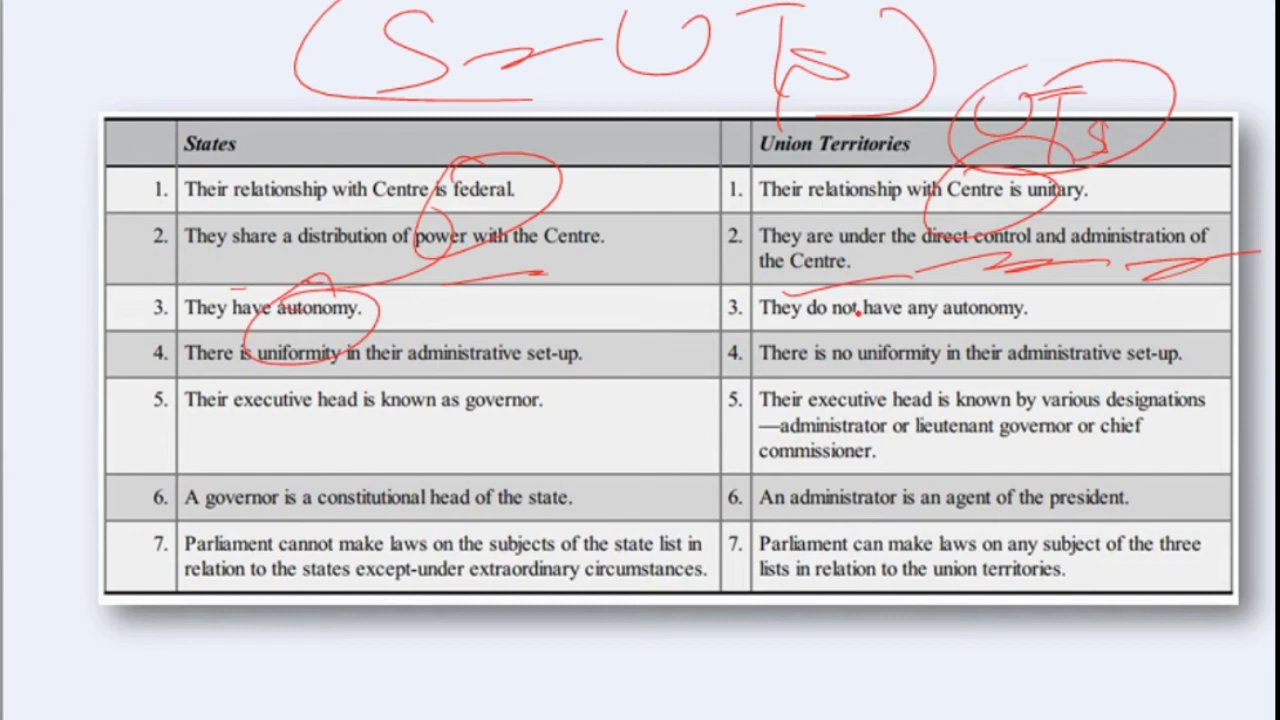 S - UTs
UTs
States
Union Territories
1. Their relationship with Centre is federal.
1. Their relationship with Centre is unitary.
2. They share a distribution of power with the Centre.
2. They are under the direct control and administration of
the Centre.
3. They have autonomy.
3. They do not have any autonomy.
4. There is uniformity in their administrative set-up.
4. There is no uniformity in their administrative set-up.
5. Their executive head is known as governor.
5. Their executive head is known by various designations
—administrator or lieutenant governor or chief
commissioner.
6. A governor is a constitutional head of the state.
6. An administrator is an agent of the president.
7. Parliament cannot make laws on the subjects of the state list in
relation to the states except-under extraordinary circumstances.
7. Parliament can make laws on any subject of the three
lists in relation to the union territories.